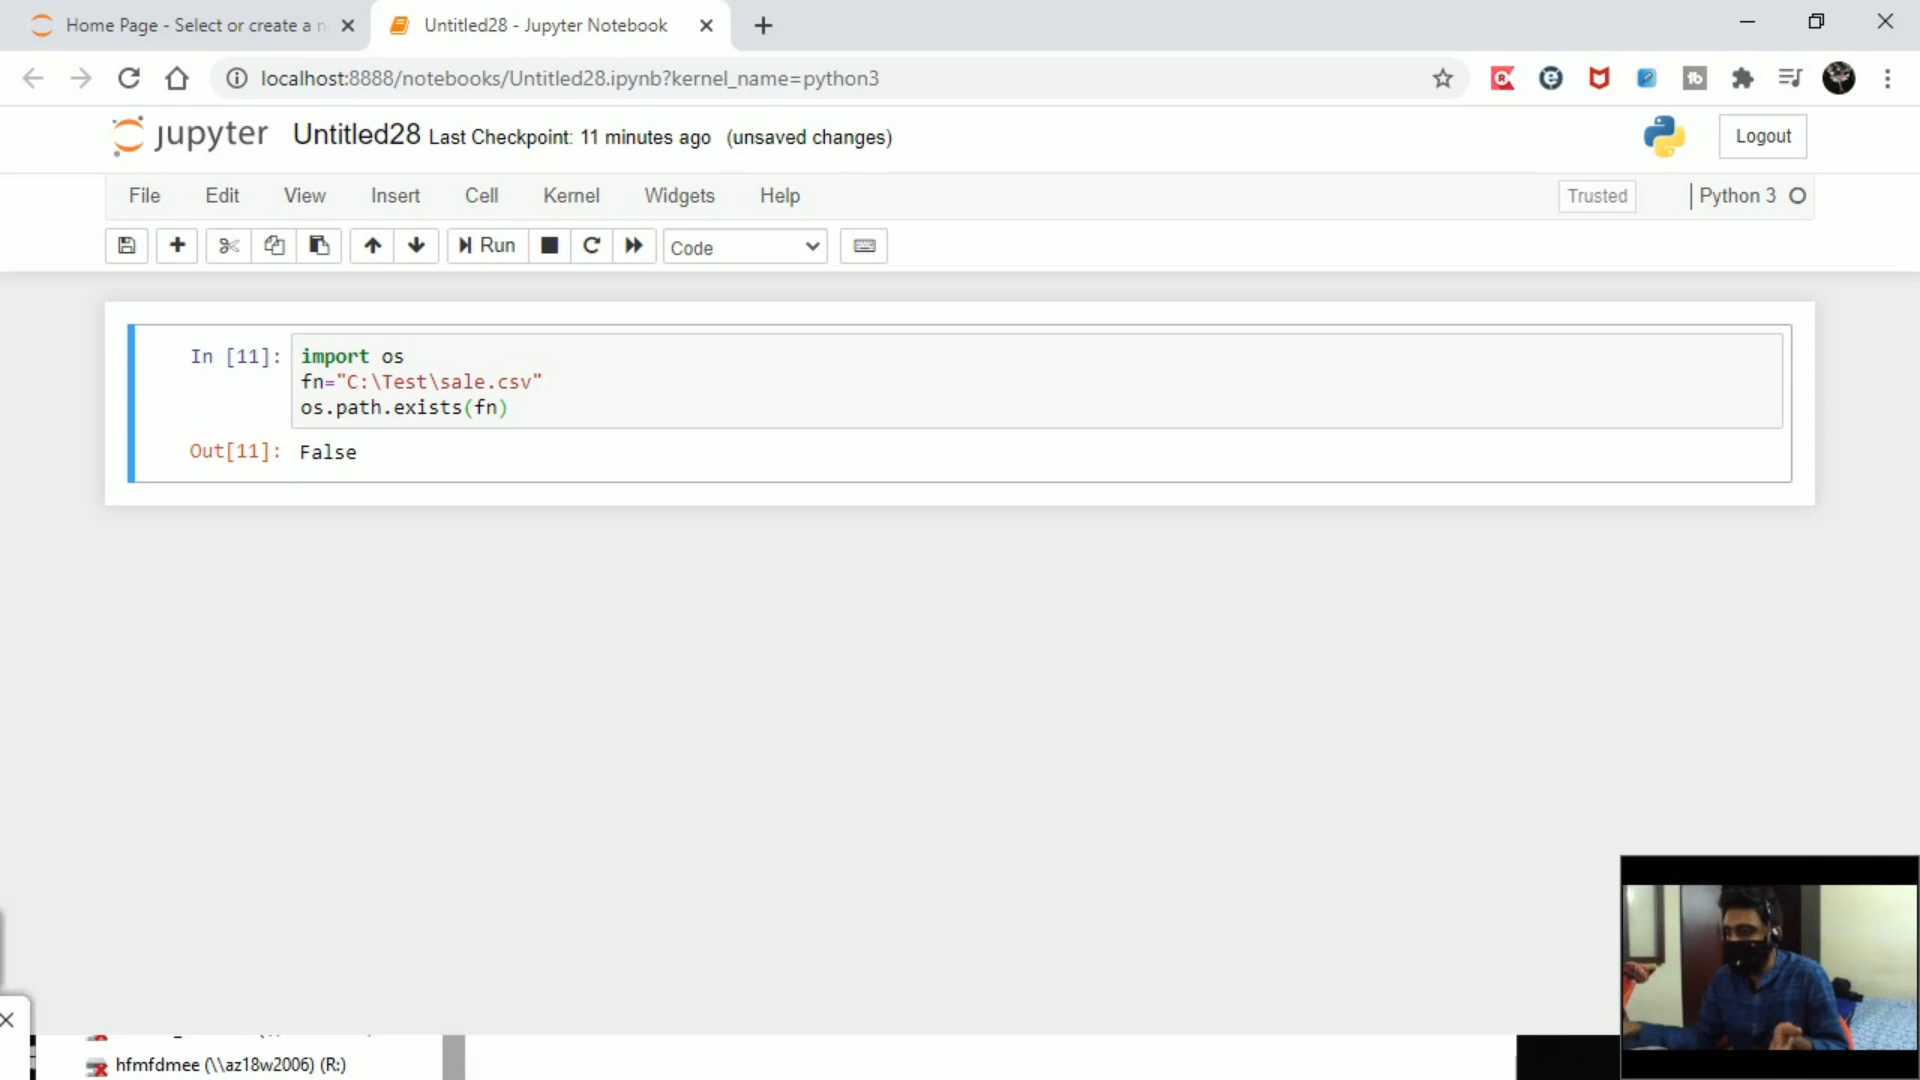 Home Page - Select or create a n
Untitled28 - Jupyter Notebook
localhost:8888/notebooks/Untitled28.ipynb?kernel_name=python3
jupyter Untitled28 Last Checkpoint: 11 minutes ago (unsaved changes)
Logout
File Edit View Insert Cell Kernel Widgets Help
Trusted
Python 3
Run
Code
In [11]: import os
fn="C:\Test\sale.csv"
os.path.exists(fn)
Out[11]: False
hfmfdmee (\\az18w2006) (R:)